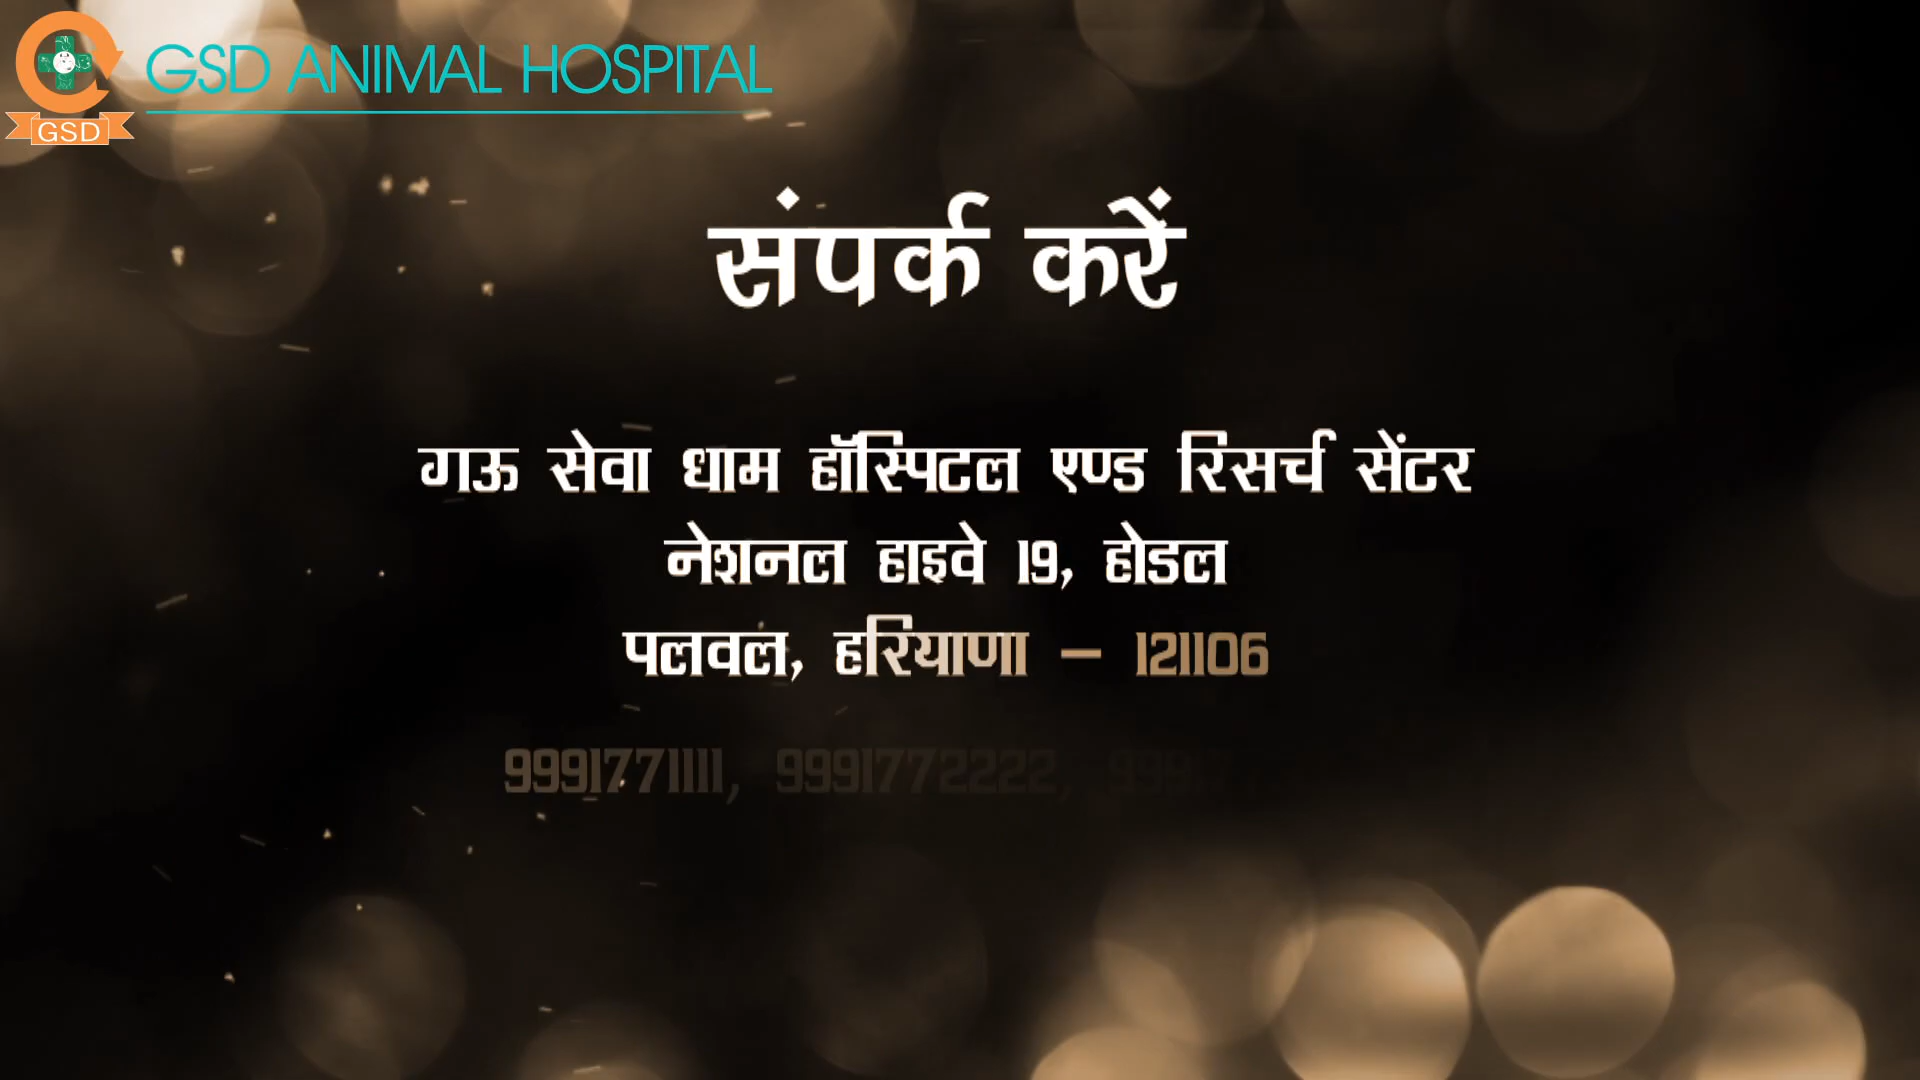 GSD ANIMAL HOSPITAL
GSD
संपर्क करें
गऊ सेवा धाम हॉस्पिटल एण्ड रिसर्च सेंटर
नेशनल हाइवे 19, होडल
पलवल, हरियाणा – 121106
9991771111, 9991772222,